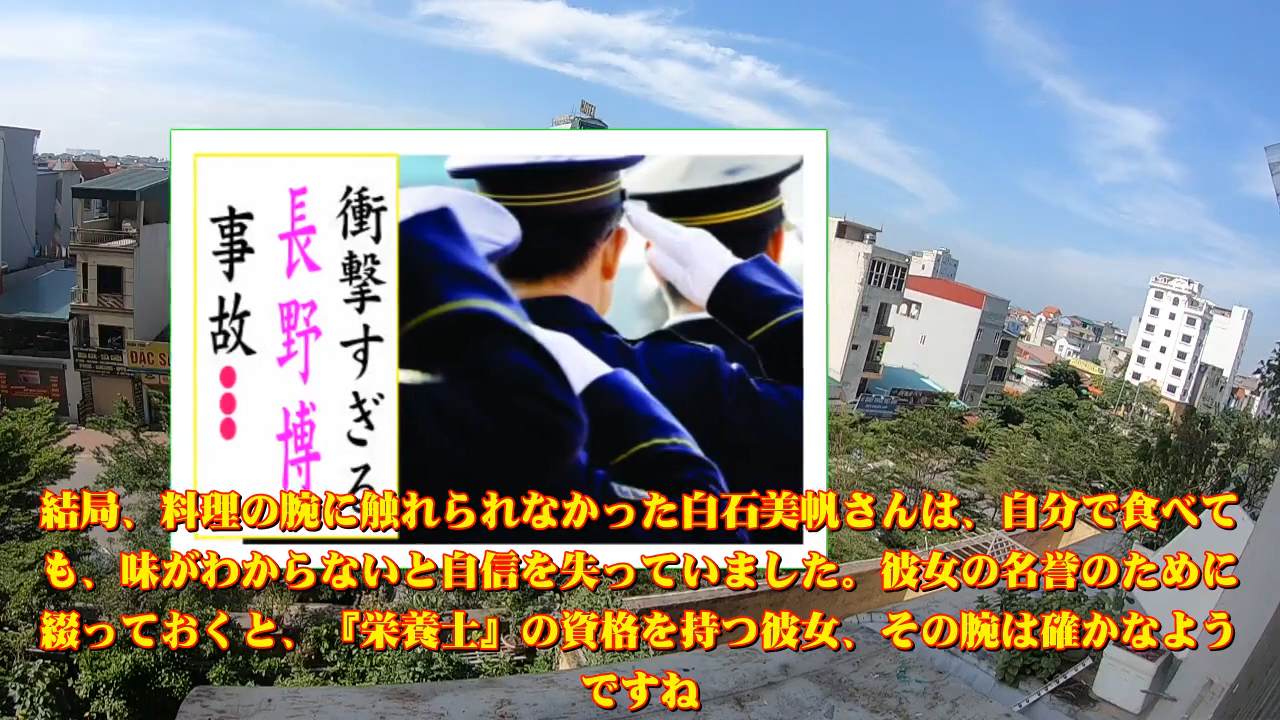 HOTEL
衝撃すぎる
長野博
事故•••
ĐẶC S
結局、料理の腕に触れられなかった白石美帆さんは、自分で食べて
も、味がわからないと自信を失っていました。彼女の名誉のために
綴っておくと、『栄養士』の資格を持つ彼女、その腕は確かなよう
ですね